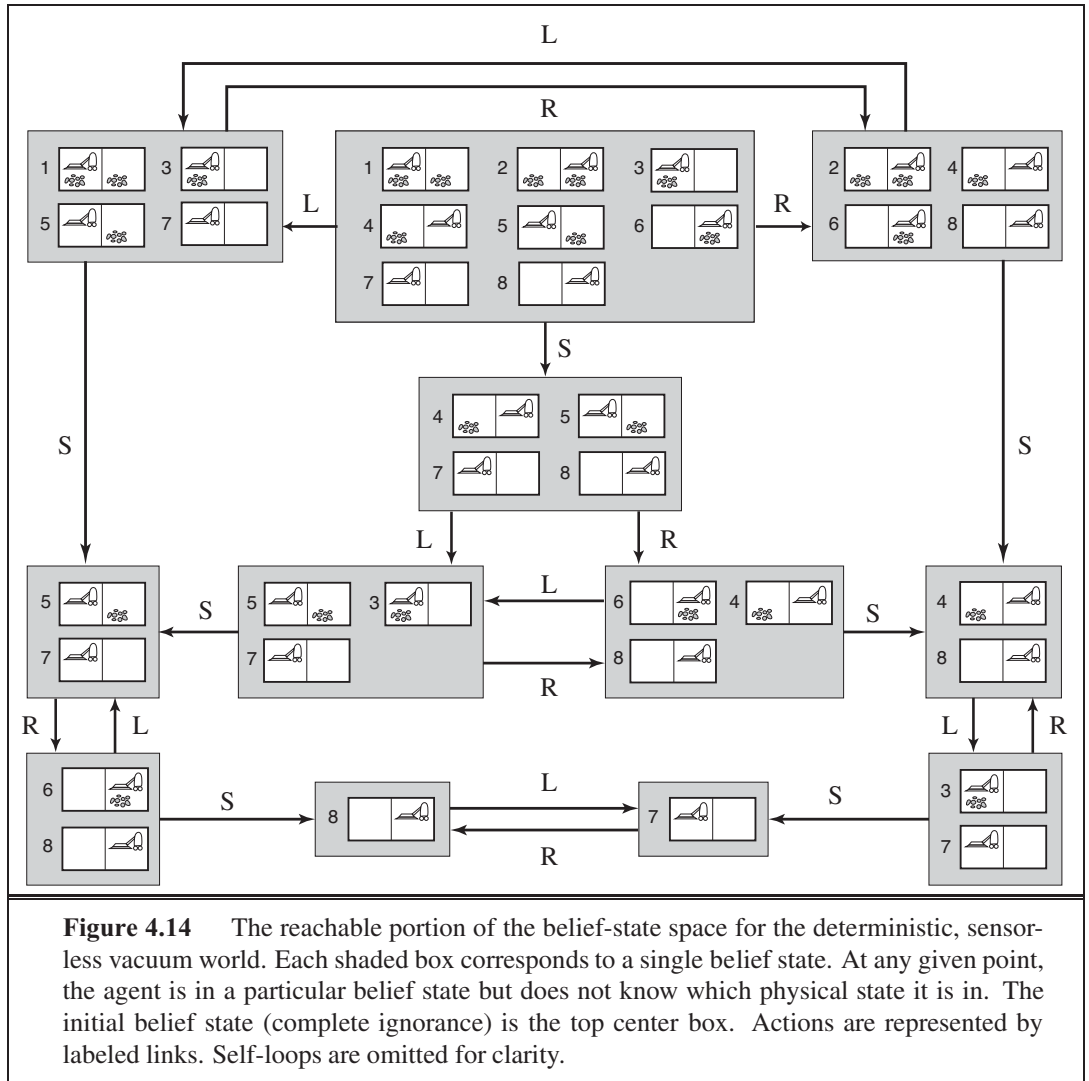 L
R
1 3
5 7
L
1 2 3
4 5 6
7 8
R
2 4
6 8
S
4 5
7 8
S
S
L R
5
7
S
5 3
7
L
R
6 4
8
S
4
8
R L
L R
6
8
S
8
L
R
7
S
3
7
Figure 4.14 The reachable portion of the belief-state space for the deterministic, sensor-
less vacuum world. Each shaded box corresponds to a single belief state. At any given point,
the agent is in a particular belief state but does not know which physical state it is in. The
initial belief state (complete ignorance) is the top center box. Actions are represented by
labeled links. Self-loops are omitted for clarity.